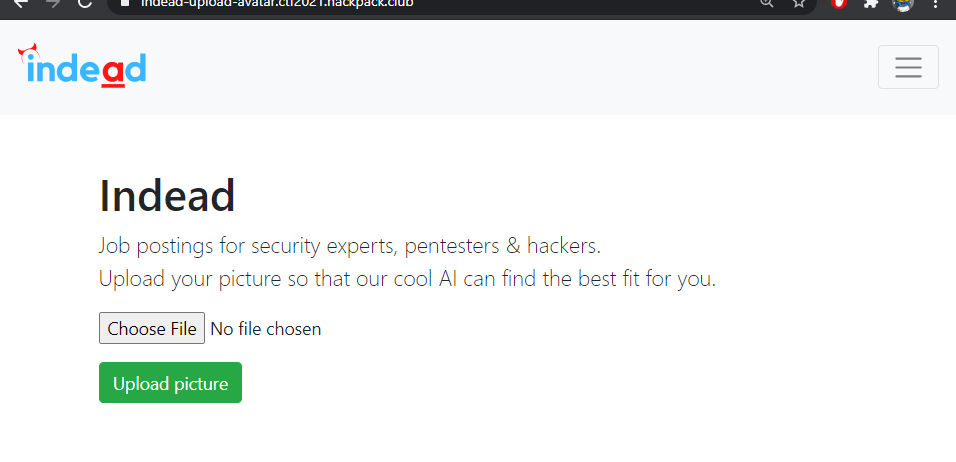 indead-upload-avatar.ctf2021.hackpack.club
indead
Indead
Job postings for security experts, pentesters & hackers.
Upload your picture so that our cool AI can find the best fit for you.
Choose File No file chosen
Upload picture